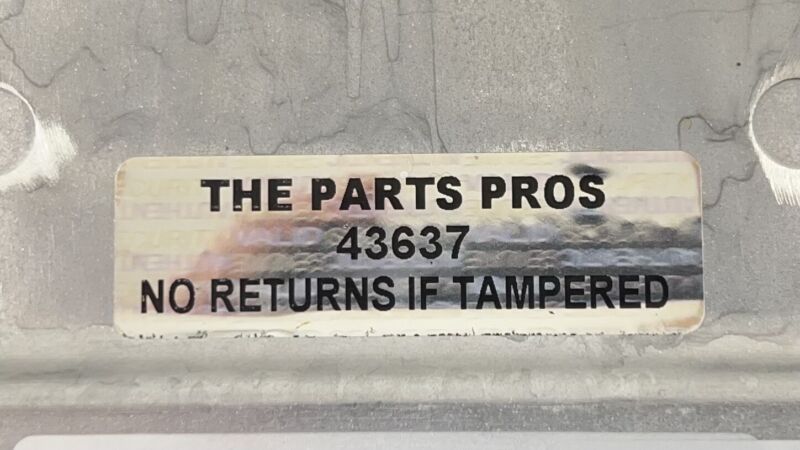 THE PARTS PROS
43637
NO RETURNS IF TAMPERED